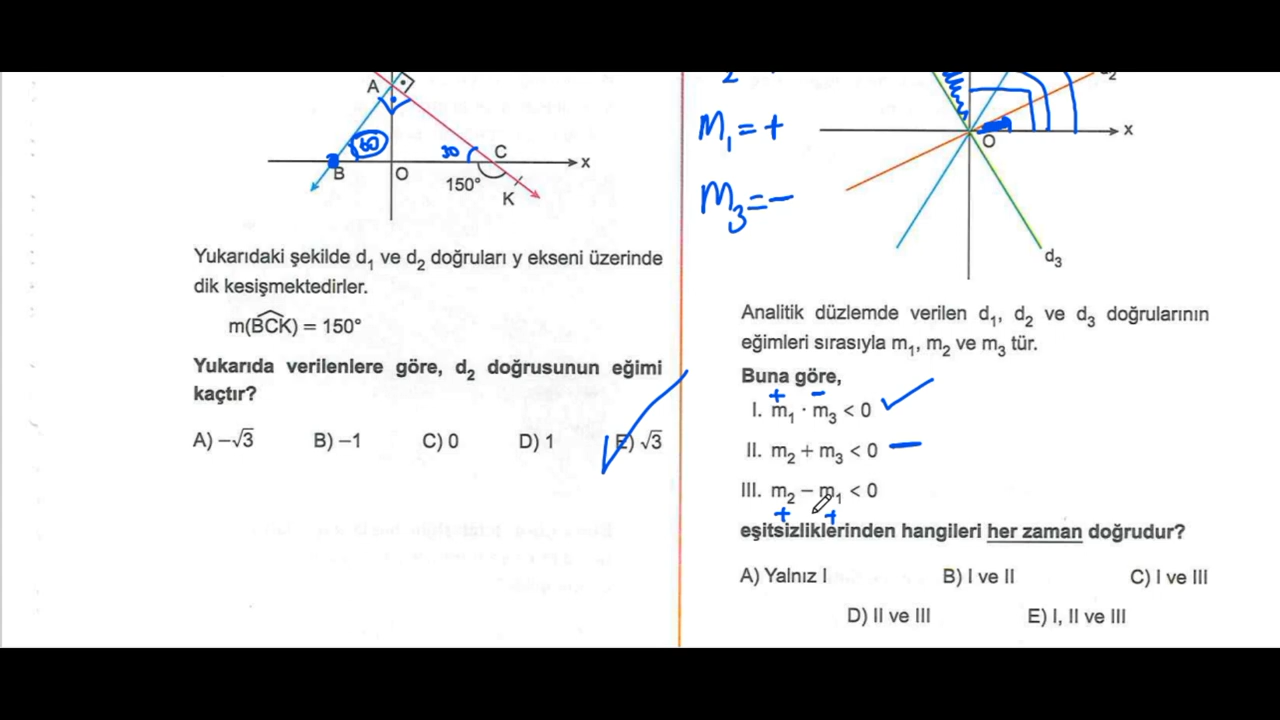 A
60
30
C
x
B
O
150°
K
Yukarıdaki şekilde d₁ ve d₂ doğruları y ekseni üzerinde
dik kesişmektedirler.
m(BCK) = 150°
Yukarıda verilenlere göre, d₂ doğrusunun eğimi
kaçtır?
A) –√3 B) –1 C) 0 D) 1 E) √3
2
m₁ = +
m₃ = –
x
O
d₃
Analitik düzlemde verilen d₁, d₂ ve d₃ doğrularının
eğimleri sırasıyla m₁, m₂ ve m₃ tür.
Buna göre,
+ –
I. m₁ · m₃ < 0
II. m₂ + m₃ < 0 –
III. m₂ – m₁ < 0
+ +
eşitsizliklerinden hangileri her zaman doğrudur?
A) Yalnız I B) I ve II C) I ve III
D) II ve III E) I, II ve III